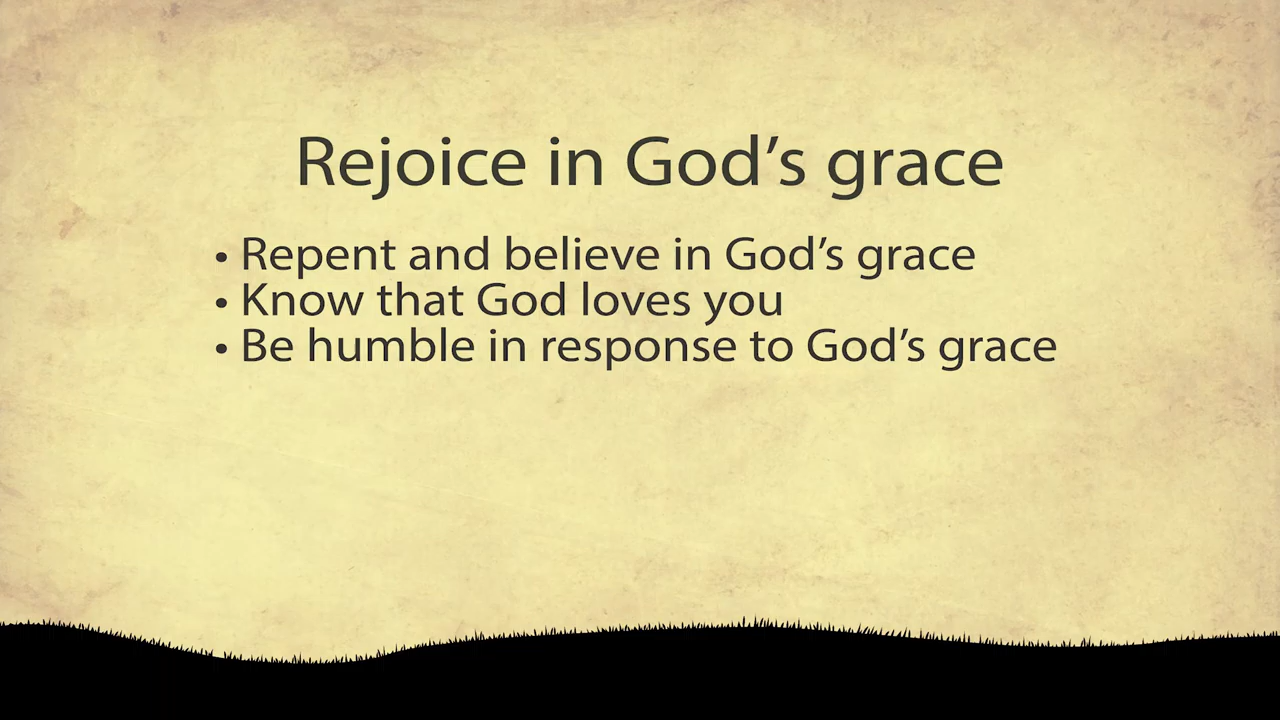 Rejoice in God’s grace
• Repent and believe in God’s grace
• Know that God loves you
• Be humble in response to God’s grace